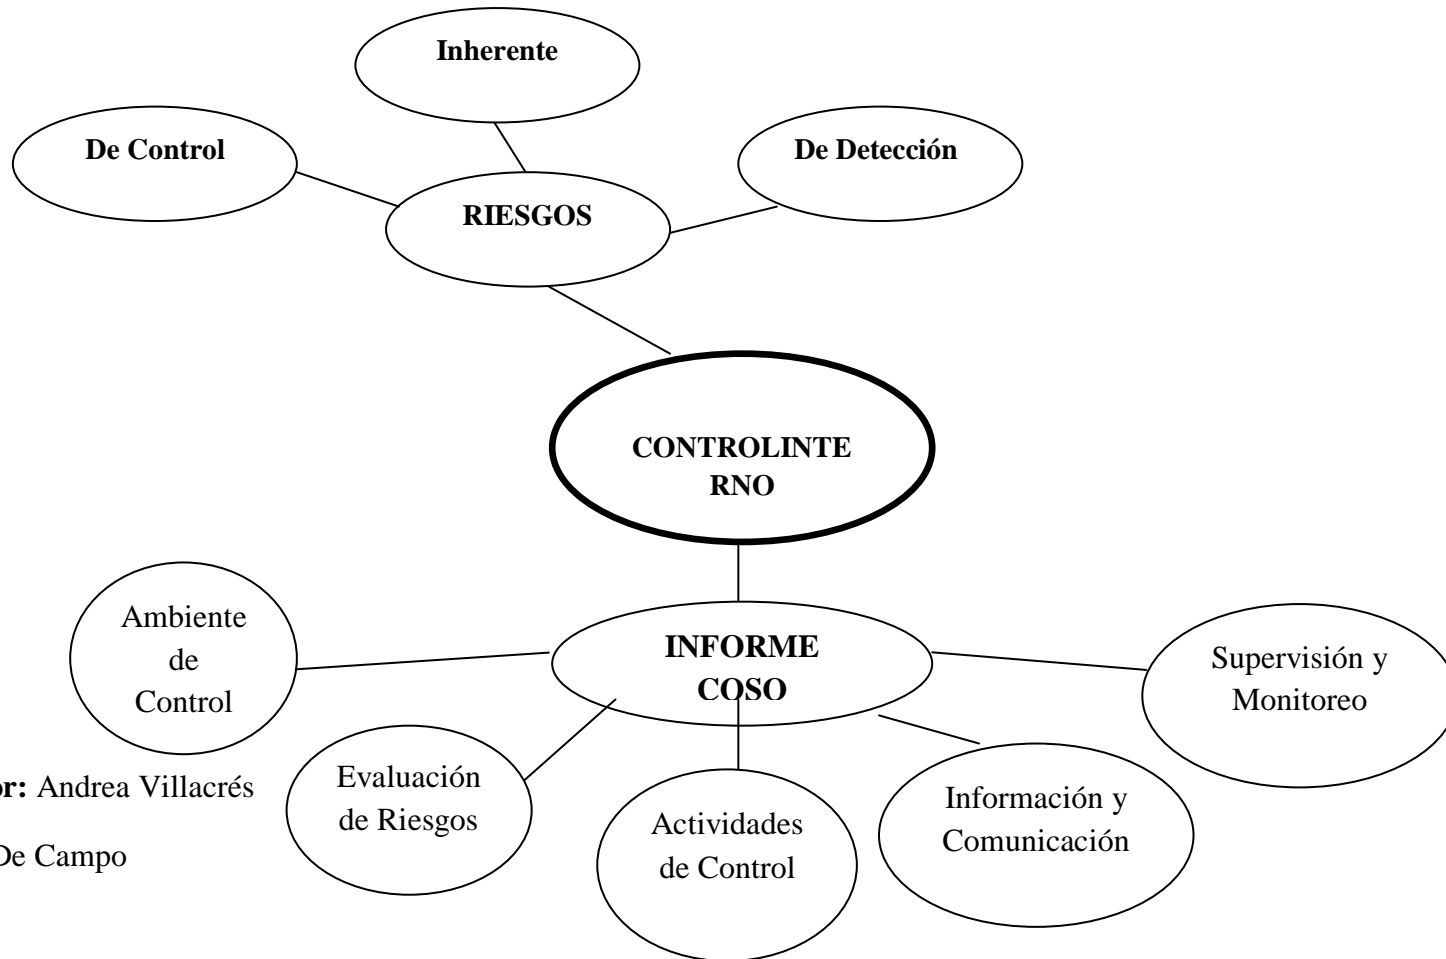 Inherente
De Control
De Detección
RIESGOS
CONTROLINTE
RNO
INFORME
COSO
Ambiente
de
Control
Supervisión y
Monitoreo
Evaluación
de Riesgos
Actividades
de Control
Información y
Comunicación
or: Andrea Villacrés
De Campo